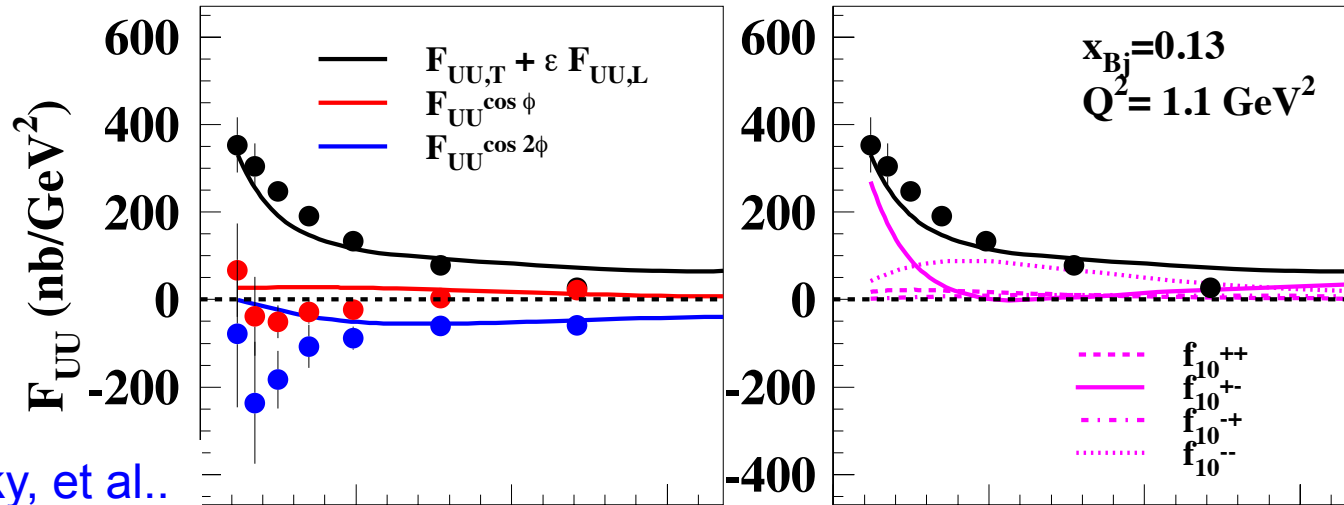 F_UU (nb/GeV²)
600
400
200
0
-200
F_UU,T + ε F_UU,L
F_UU^cos ϕ
F_UU^cos 2ϕ
ky, et al..
600
400
200
0
-200
-400
x_Bj=0.13
Q²= 1.1 GeV²
f_10^++
f_10^+-
f_10^-+
f_10^--